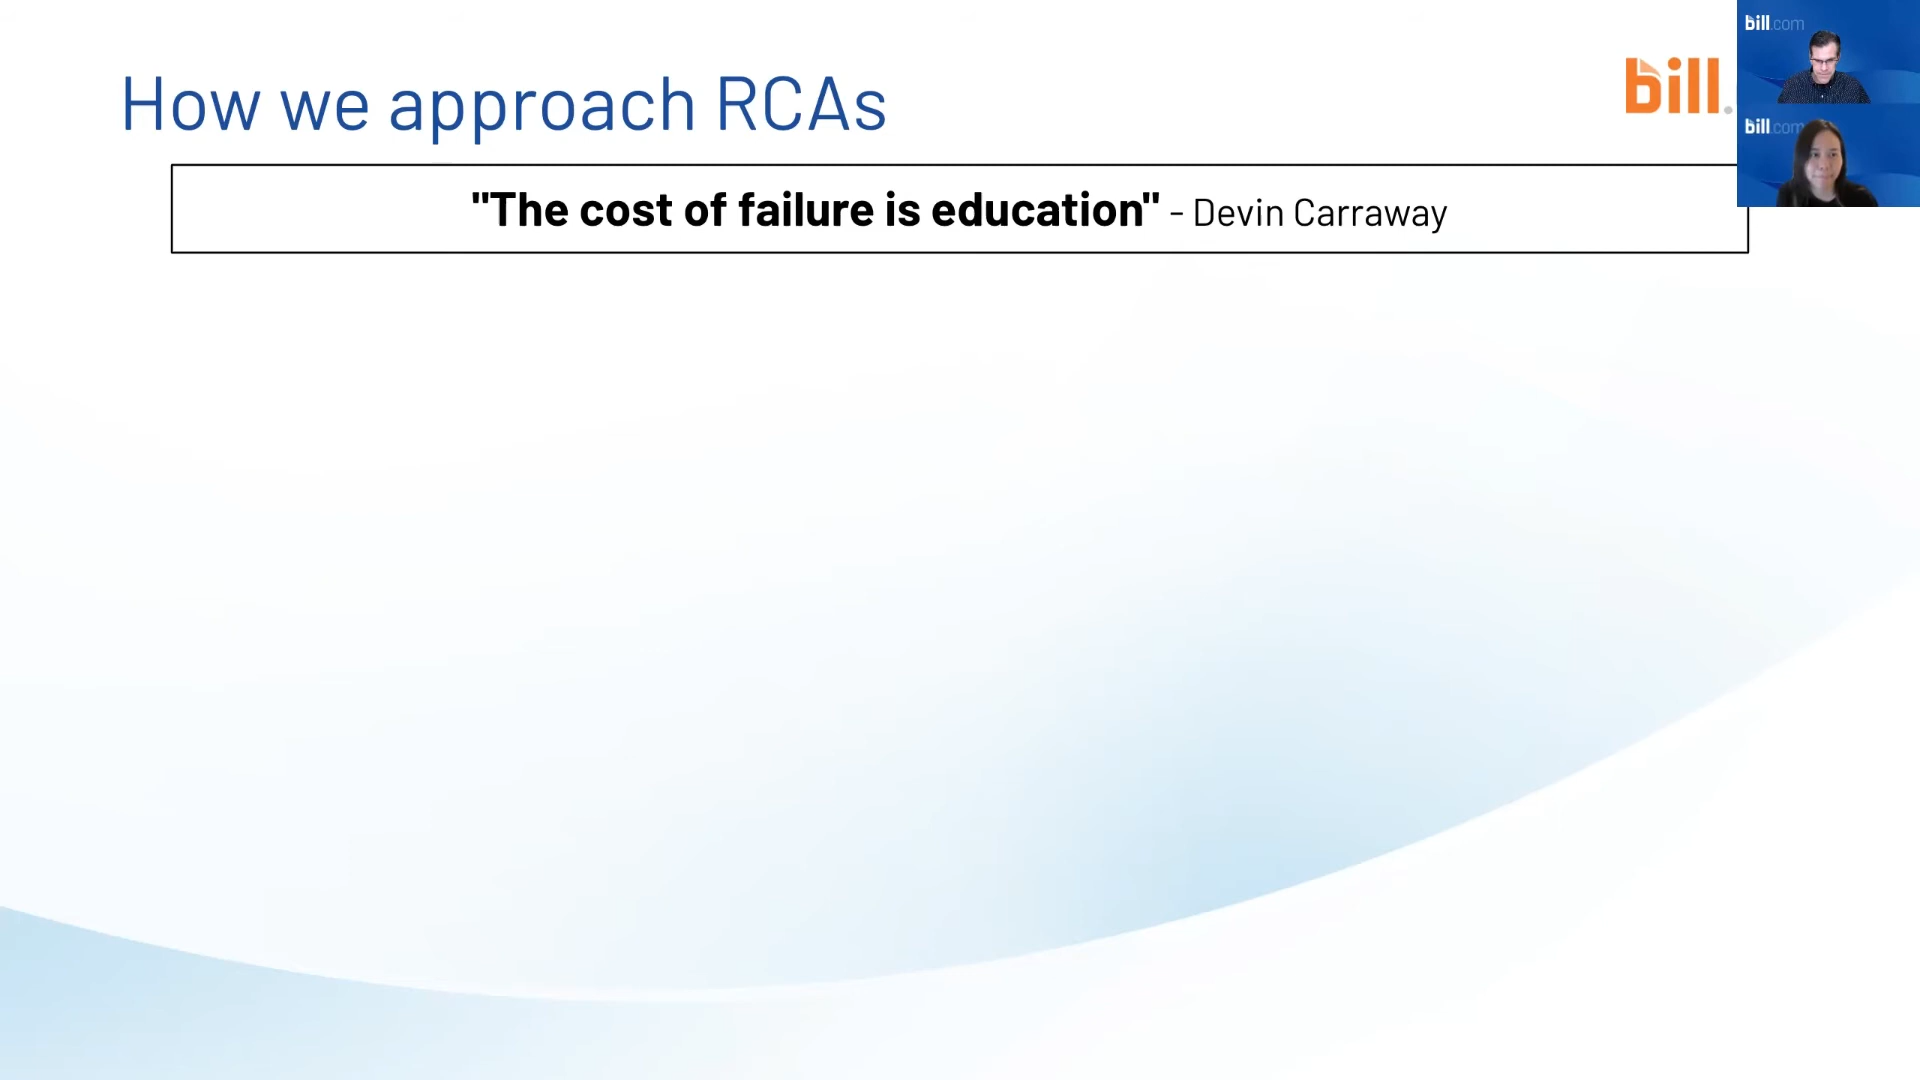 How we approach RCAs
bill.
"The cost of failure is education" - Devin Carraway
bill.com
bill.com